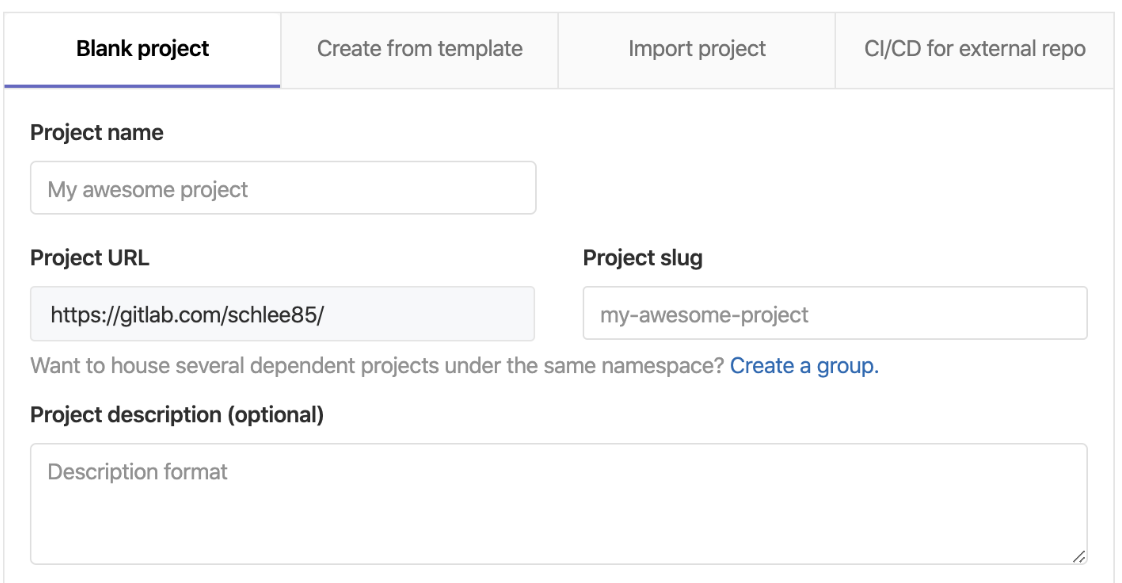 Blank project
Create from template
Import project
CI/CD for external repo
Project name
My awesome project
Project URL
Project slug
https://gitlab.com/schlee85/
my-awesome-project
Want to house several dependent projects under the same namespace? Create a group.
Project description (optional)
Description format